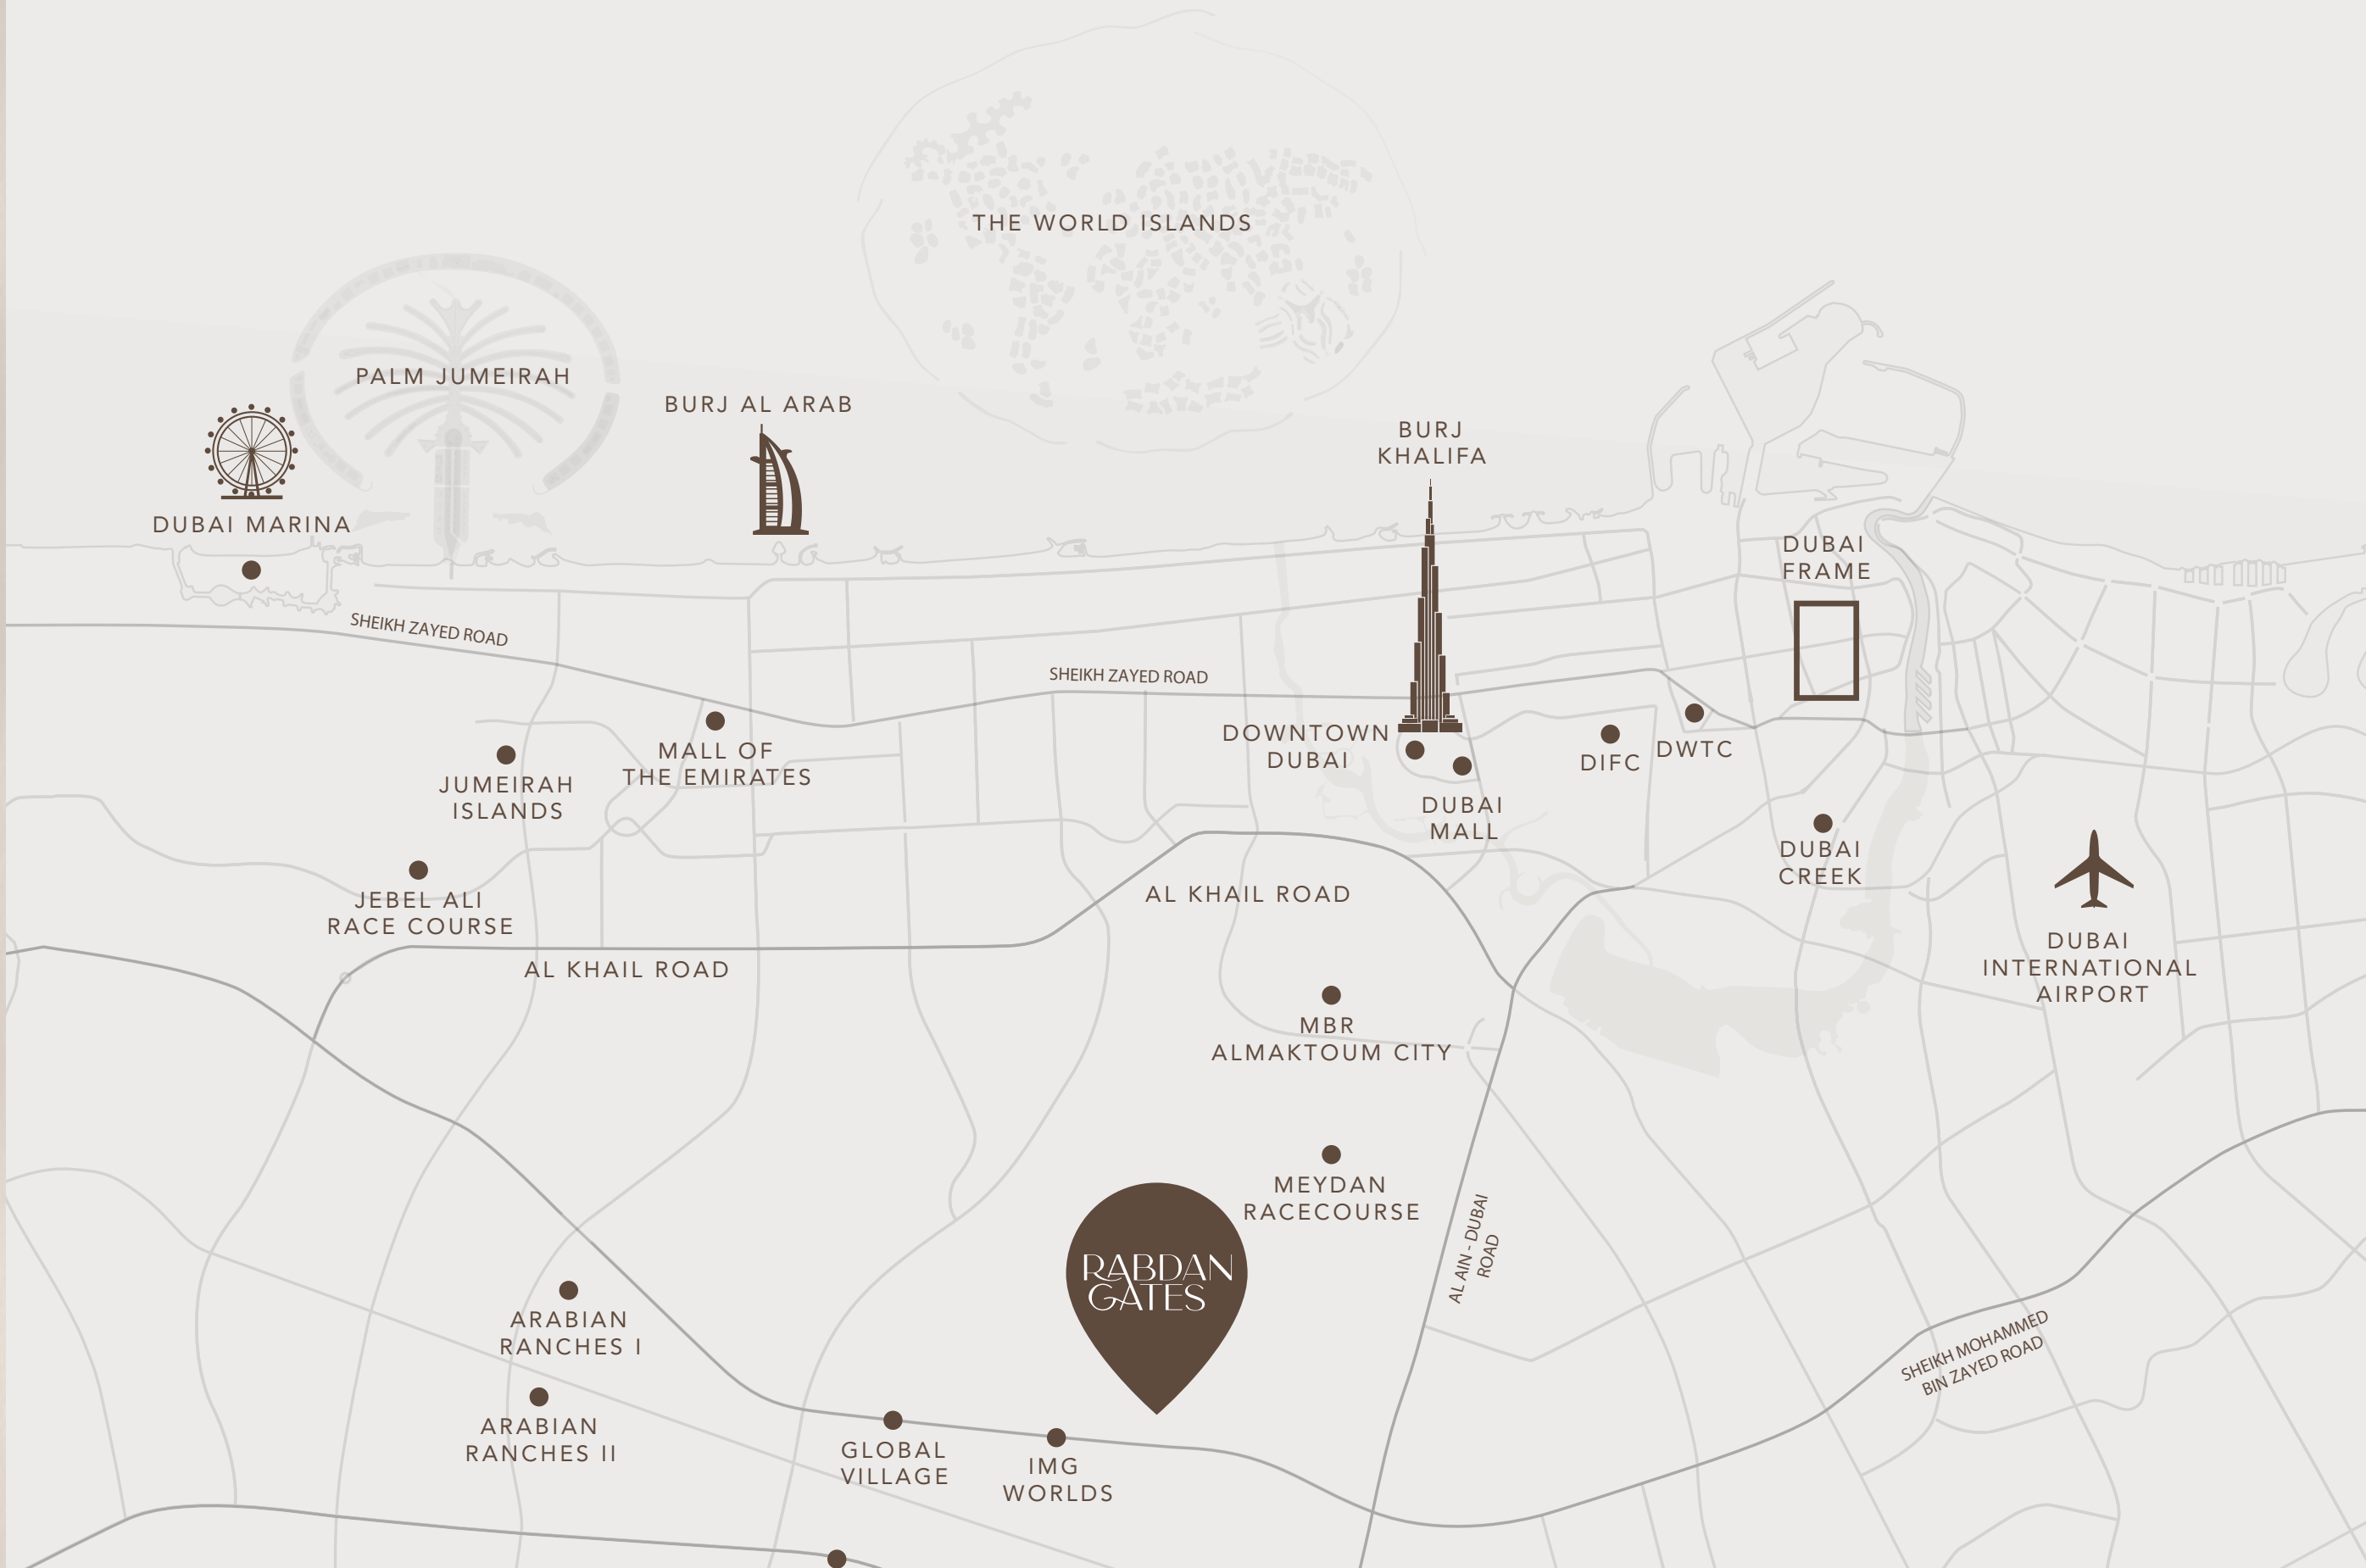 THE WORLD ISLANDS
PALM JUMEIRAH
BURJ AL ARAB
BURJ
KHALIFA
DUBAI MARINA
DUBAI
FRAME
SHEIKH ZAYED ROAD
SHEIKH ZAYED ROAD
MALL OF
THE EMIRATES
JUMEIRAH
ISLANDS
DOWNTOWN
DUBAI
DIFC
DWTC
DUBAI
MALL
DUBAI
CREEK
JEBEL ALI
RACE COURSE
AL KHAIL ROAD
AL KHAIL ROAD
DUBAI
INTERNATIONAL
AIRPORT
MBR
ALMAKTOUM CITY
MEYDAN
RACECOURSE
RABDAN
GATES
AL AIN - DUBAI
ROAD
ARABIAN
RANCHES I
SHEIKH MOHAMMED
BIN ZAYED ROAD
ARABIAN
RANCHES II
GLOBAL
VILLAGE
IMG
WORLDS